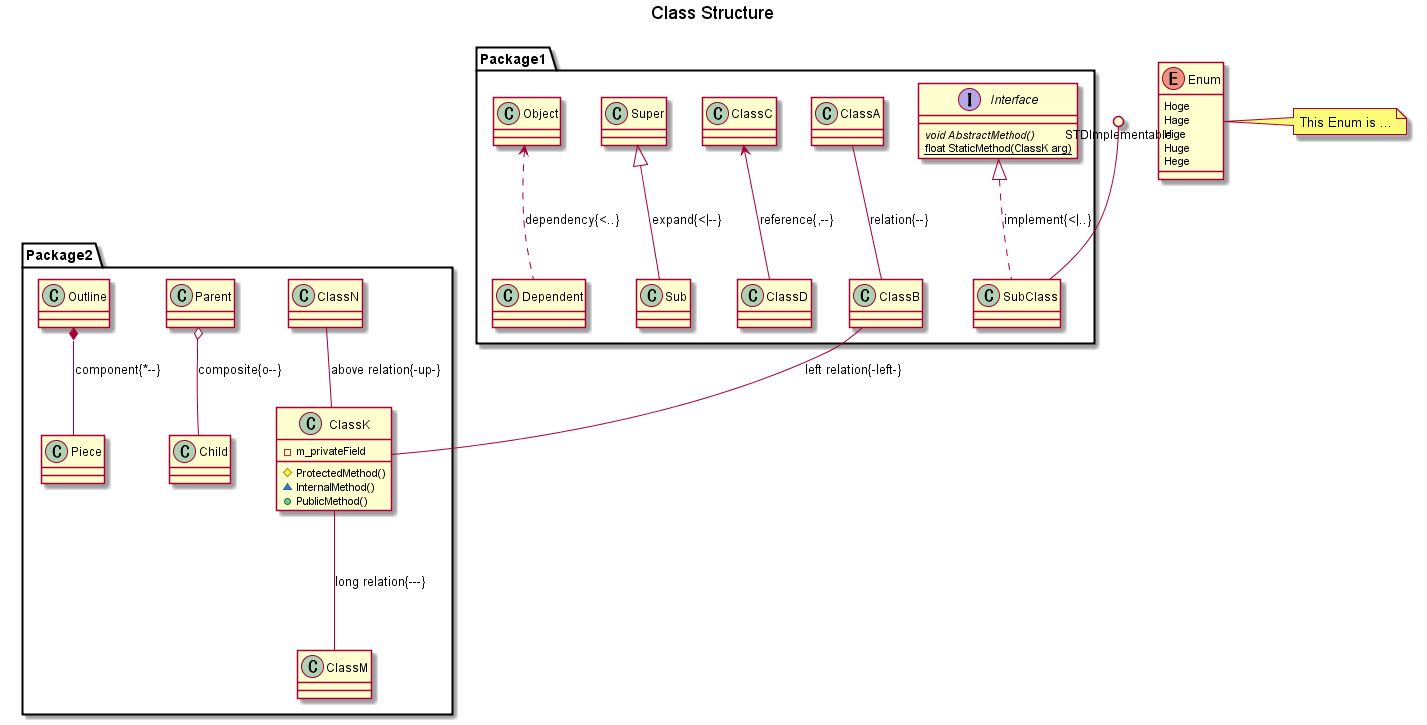 Class Structure
Package1
C Object
C Super
C ClassC
C ClassA
I Interface
void AbstractMethod()
float StaticMethod(ClassK arg)
STDImplementable
E Enum
Hoge
Hage
Hige
Huge
Hege
This Enum is ...
dependency{<..}
expand{<|--}
reference{,--}
relation{--}
implement{<|..}
C Dependent
C Sub
C ClassD
C ClassB
C SubClass
Package2
C Outline
C Parent
C ClassN
component{*--}
composite{o--}
above relation{-up-}
left relation{-left-}
C Piece
C Child
C ClassK
m_privateField
ProtectedMethod()
InternalMethod()
PublicMethod()
long relation{---}
C ClassM